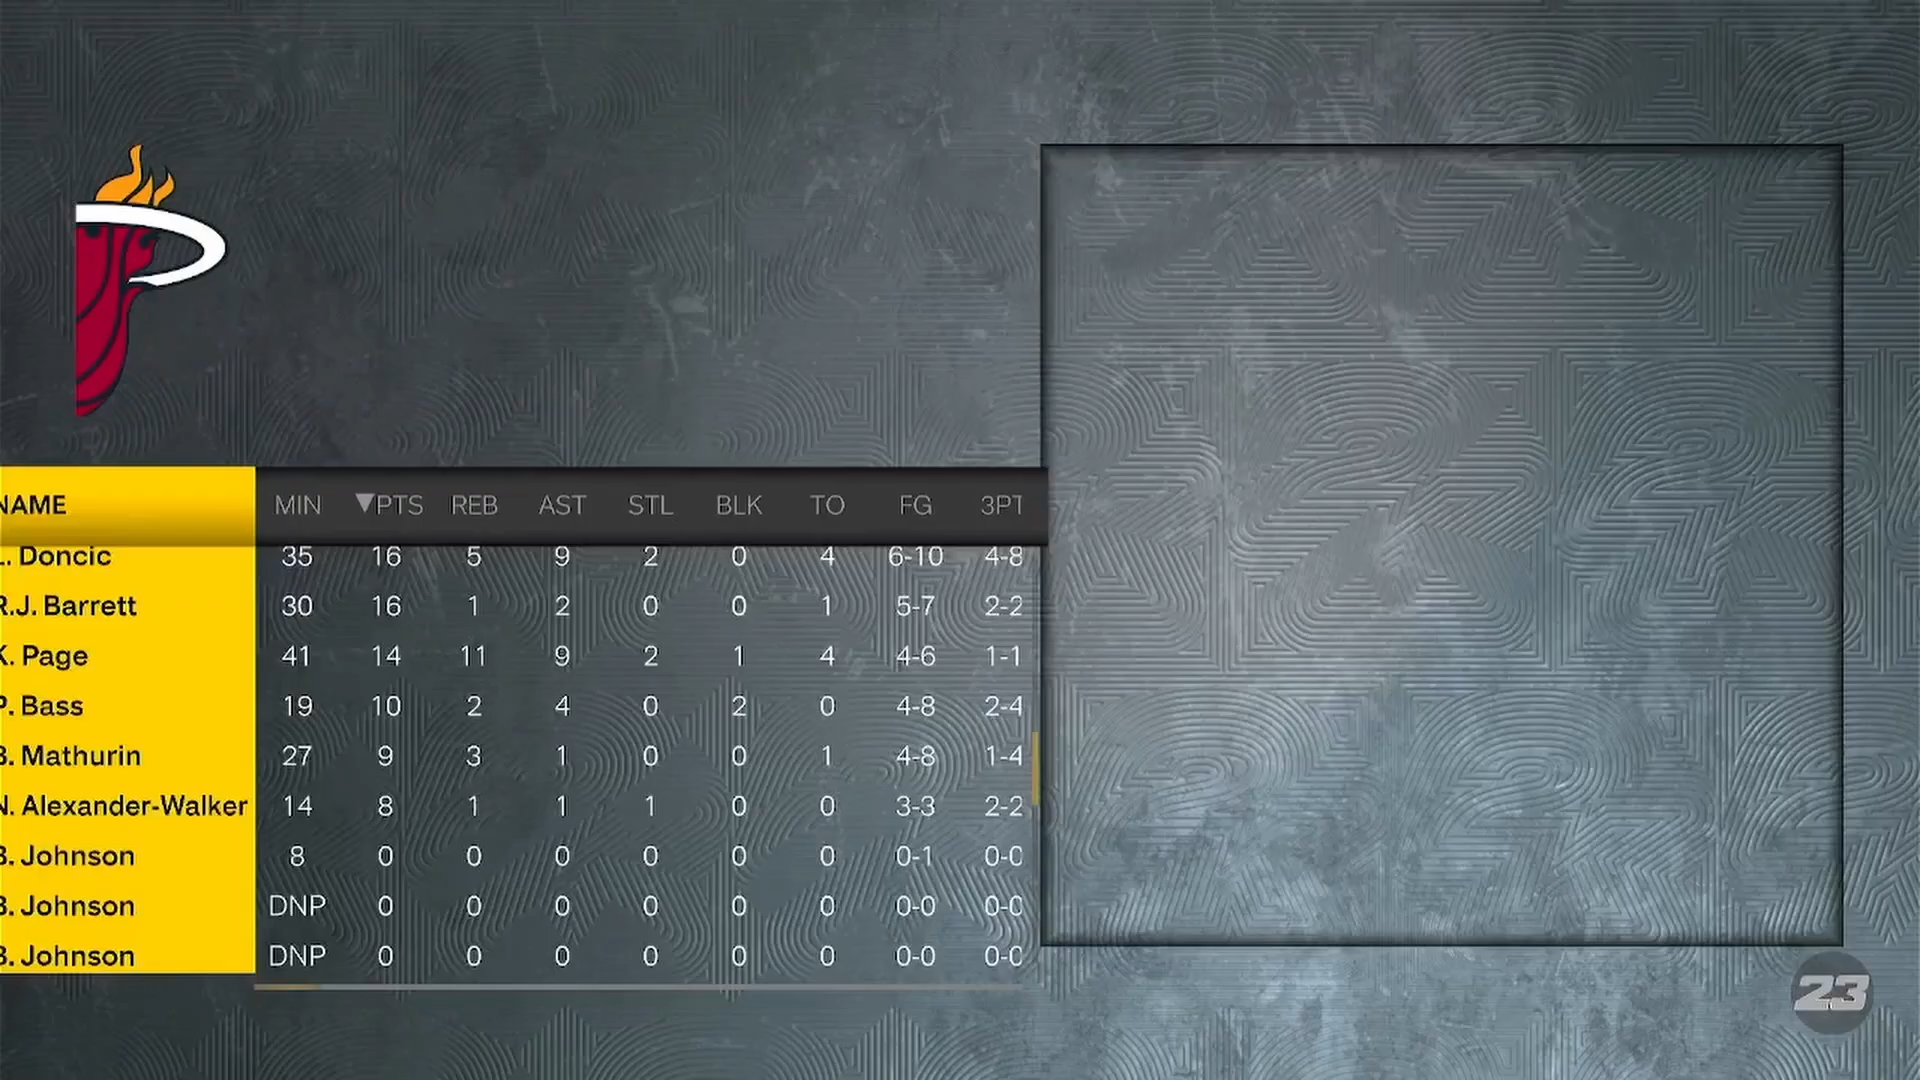 NAME MIN ▼PTS REB AST STL BLK TO FG 3PT
L. Doncic 35 16 5 9 2 0 4 6-10 4-8
R.J. Barrett 30 16 1 2 0 0 1 5-7 2-2
K. Page 41 14 11 9 2 1 4 4-6 1-1
P. Bass 19 10 2 4 0 2 0 4-8 2-4
B. Mathurin 27 9 3 1 0 0 1 4-8 1-4
N. Alexander-Walker 14 8 1 1 1 0 0 3-3 2-2
B. Johnson 8 0 0 0 0 0 0 0-1 0-0
B. Johnson DNP 0 0 0 0 0 0 0-0 0-0
B. Johnson DNP 0 0 0 0 0 0 0-0 0-0
23